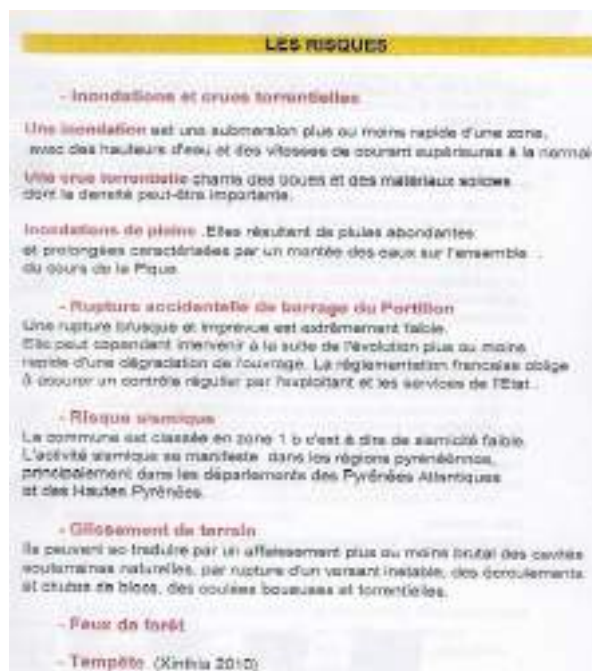 LES RISQUES
- Inondations et crues torrentielles
Une inondation est une submersion plus ou moins rapide d'une zone,
avec des hauteurs d'eau et des vitesses de courant supérieures à la normal
Une crue torrentielle charrie des boues et des matériaux solides
dont la densité peut-être importante.
Inondations de plaine .Elles résultent de pluies abondantes
et prolongées caractérisées par un montée des eaux sur l'ensemble
du cours de la Pique.
- Rupture accidentelle de barrage du Portillon
Une rupture brusque et imprévue est extrêmement faible.
Elle peut cependant intervenir à la suite de l'évolution plus ou moins
rapide d'une dégradation de l'ouvrage. La réglementation francaise oblige
à assurer un contrôle régulier par l'exploitant et les services de l'Etat.
- Risque sismique
La commune est classée en zone 1 b c'est à dire de sismicité faible.
L'activité sismique se manifeste dans les régions pyrénéennes,
principalement dans les départements des Pyrénées Atlantiques
et des Hautes Pyrénées.
- Glissement de terrain
Ils peuvent se traduire par un affaissement plus ou moins brutal des cavités
souterraines naturelles, par rupture d'un versant instable, des écroulements
et chutes de blocs, des coulées boueuses et torrentielles.
- Feux de forêt
- Tempête (Xinthia 2010)